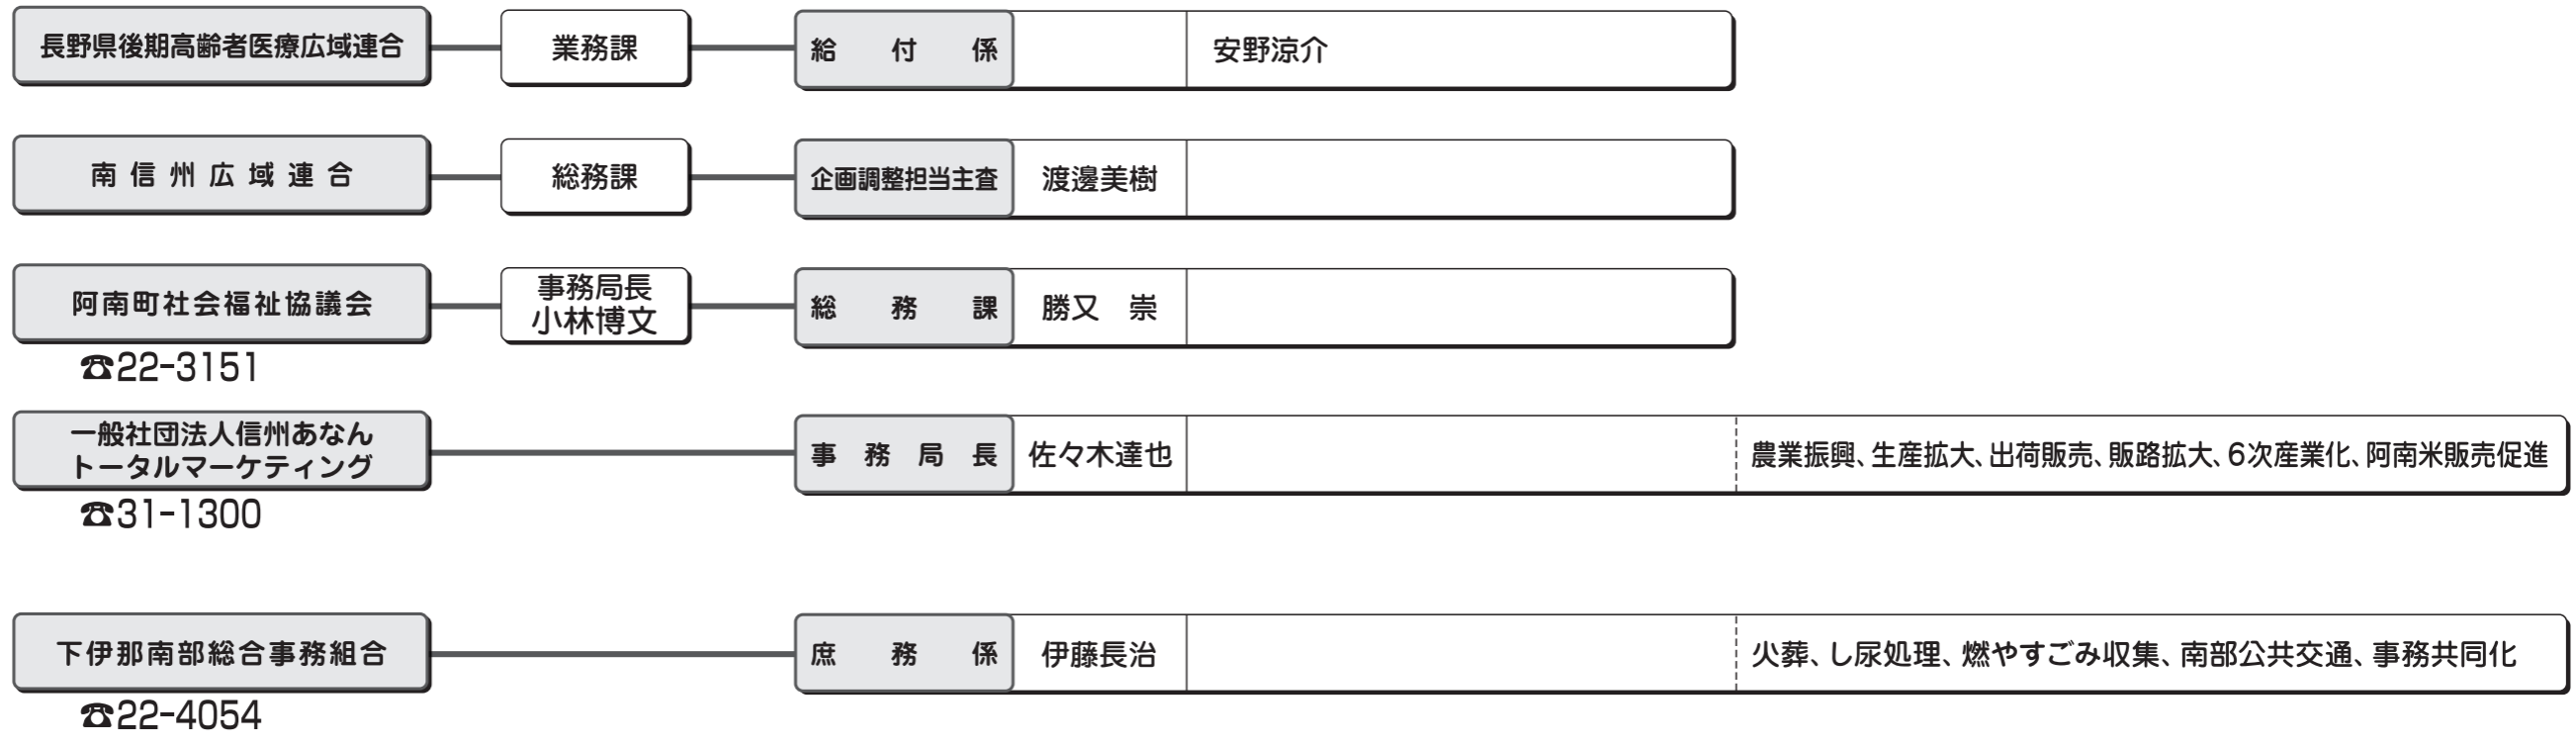 長野県後期高齢者医療広域連合 業務課 給付係 安野涼介
南信州広域連合 総務課 企画調整担当主査 渡邊美樹
阿南町社会福祉協議会 事務局長 小林博文 総務課 勝又 崇
☎22-3151
一般社団法人信州あなん
トータルマーケティング
事務局長 佐々木達也 農業振興、生産拡大、出荷販売、販路拡大、6次産業化、阿南米販売促進
☎31-1300
下伊那南部総合事務組合 庶務係 伊藤長治 火葬、し尿処理、燃やすごみ収集、南部公共交通、事務共同化
☎22-4054